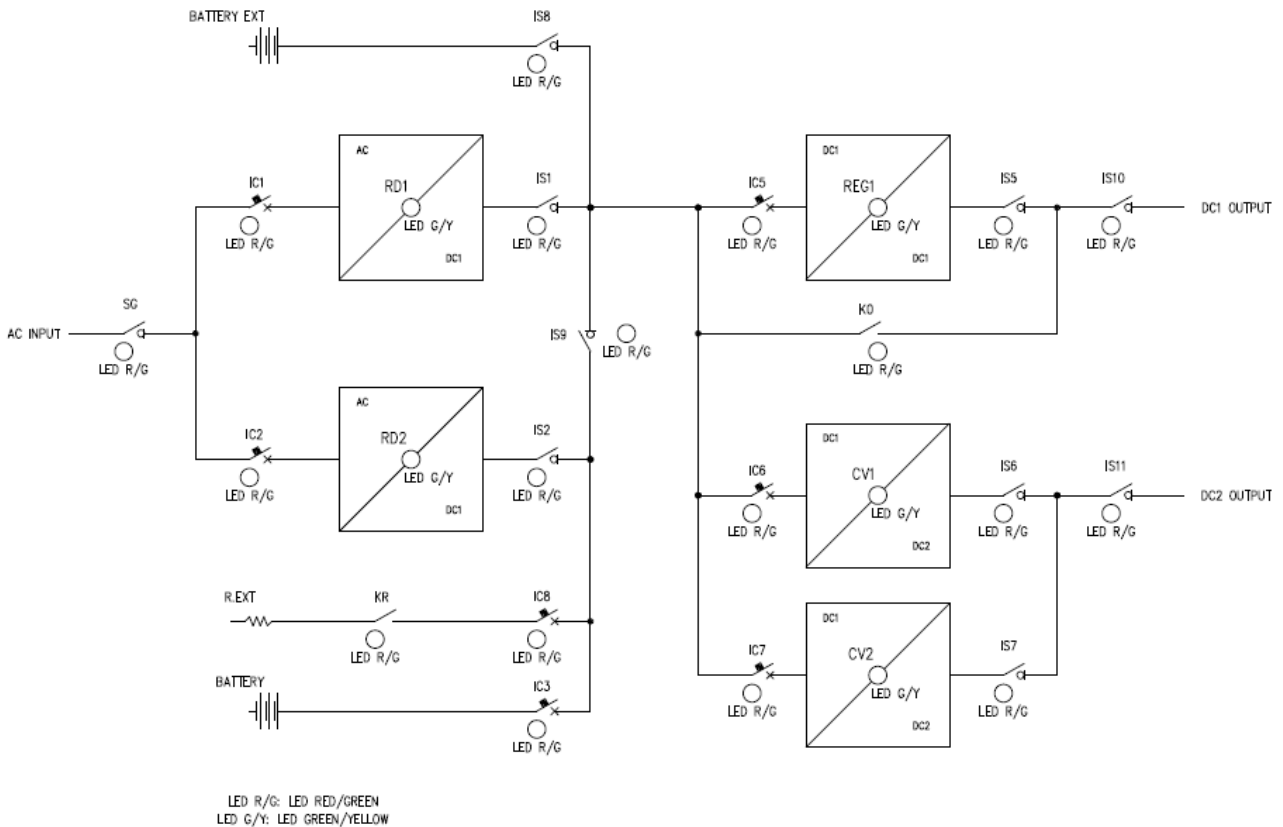 BATTERY EXT
IS8
LED R/G
AC
RD1
LED G/Y
DC1
IC1
LED R/G
IS1
LED R/G
DC1
REG1
LED G/Y
DC1
IC5
LED R/G
IS5
LED R/G
IS10
LED R/G
DC1 OUTPUT
AC INPUT
SG
LED R/G
IS9
LED R/G
KO
LED R/G
AC
RD2
LED G/Y
DC1
IC2
LED R/G
IS2
LED R/G
DC1
CV1
LED G/Y
DC2
IC6
LED R/G
IS6
LED R/G
IS11
LED R/G
DC2 OUTPUT
R.EXT
KR
LED R/G
IC8
LED R/G
DC1
CV2
LED G/Y
DC2
IC7
LED R/G
IS7
LED R/G
BATTERY
IC3
LED R/G
LED R/G: LED RED/GREEN
LED G/Y: LED GREEN/YELLOW